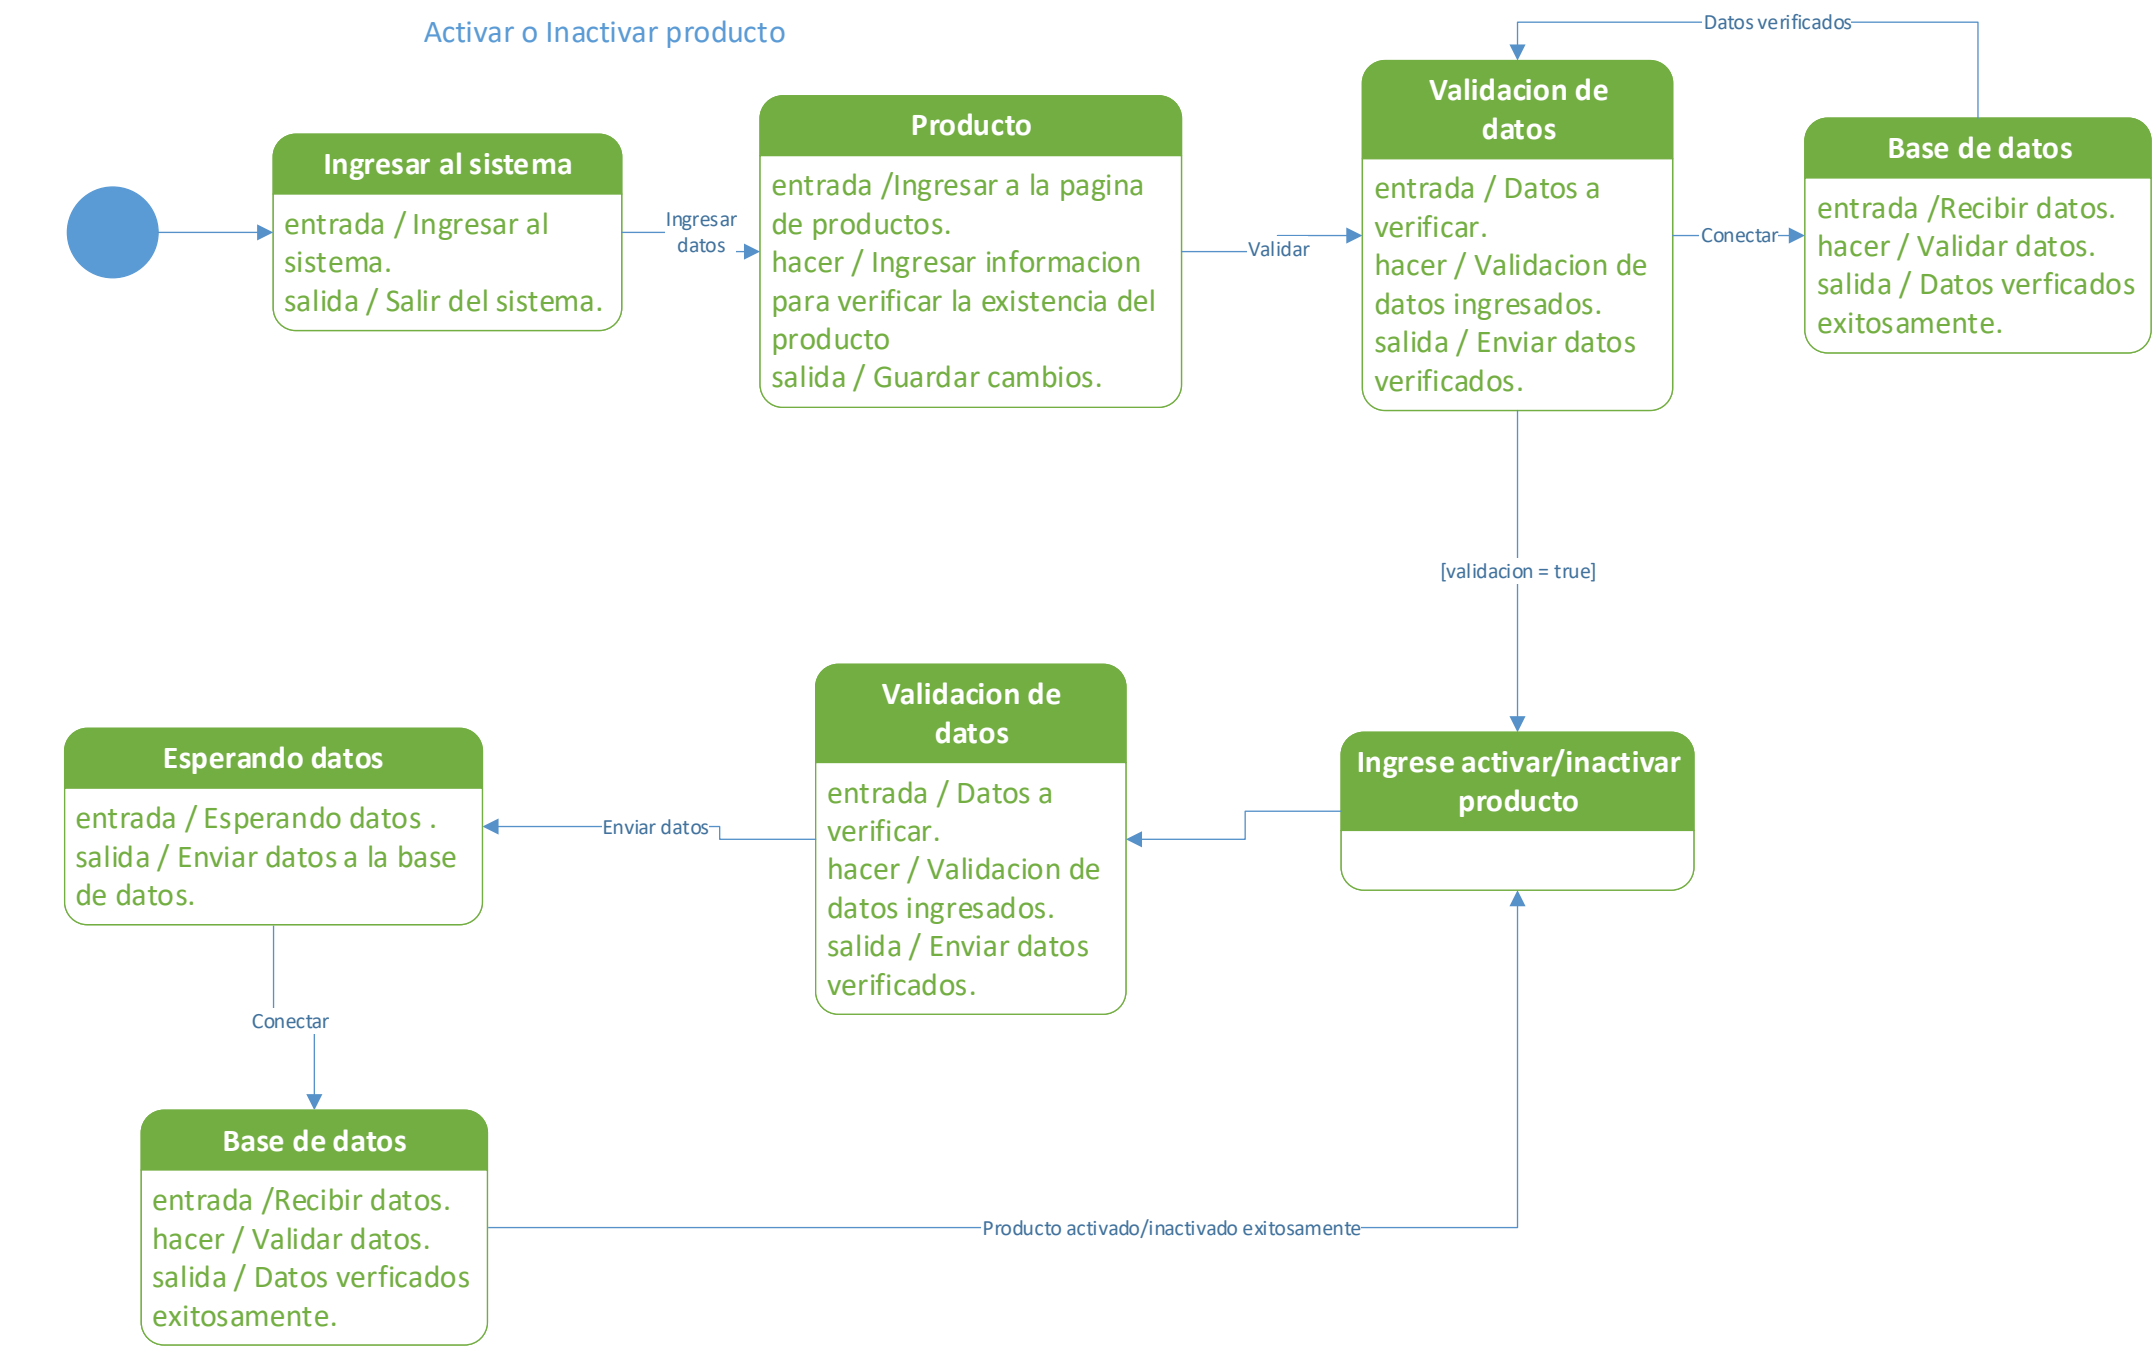 Activar o Inactivar producto
Datos verificados
Ingresar al sistema
entrada / Ingresar al
sistema.
salida / Salir del sistema.
Ingresar
datos
Producto
entrada /Ingresar a la pagina
de productos.
hacer / Ingresar informacion
para verificar la existencia del
producto
salida / Guardar cambios.
Validar
Validacion de
datos
entrada / Datos a
verificar.
hacer / Validacion de
datos ingresados.
salida / Enviar datos
verificados.
Conectar
Base de datos
entrada /Recibir datos.
hacer / Validar datos.
salida / Datos verficados
exitosamente.
[validacion = true]
Ingrese activar/inactivar
producto
Validacion de
datos
entrada / Datos a
verificar.
hacer / Validacion de
datos ingresados.
salida / Enviar datos
verificados.
Enviar datos
Esperando datos
entrada / Esperando datos .
salida / Enviar datos a la base
de datos.
Conectar
Base de datos
entrada /Recibir datos.
hacer / Validar datos.
salida / Datos verficados
exitosamente.
Producto activado/inactivado exitosamente